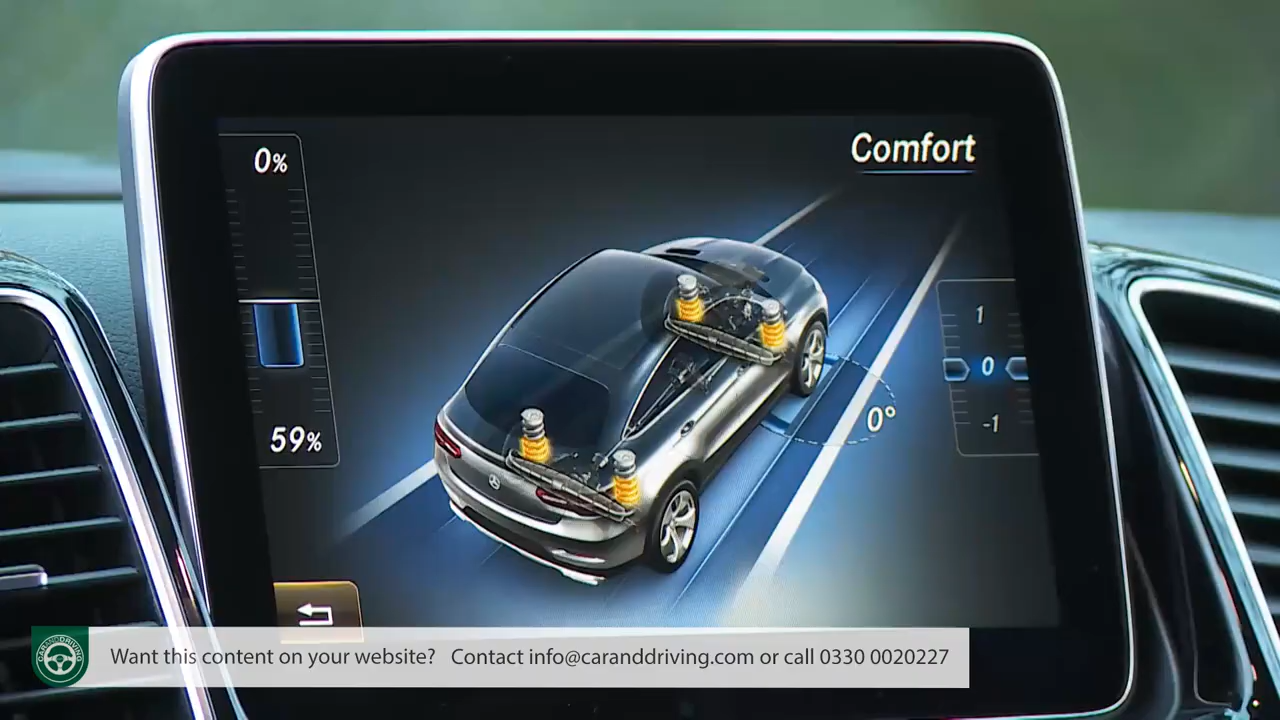 0%
Comfort
1
0
-1
0°
59%
CARANDDRIVING
Want this content on your website? Contact info@caranddriving.com or call 0330 0020227